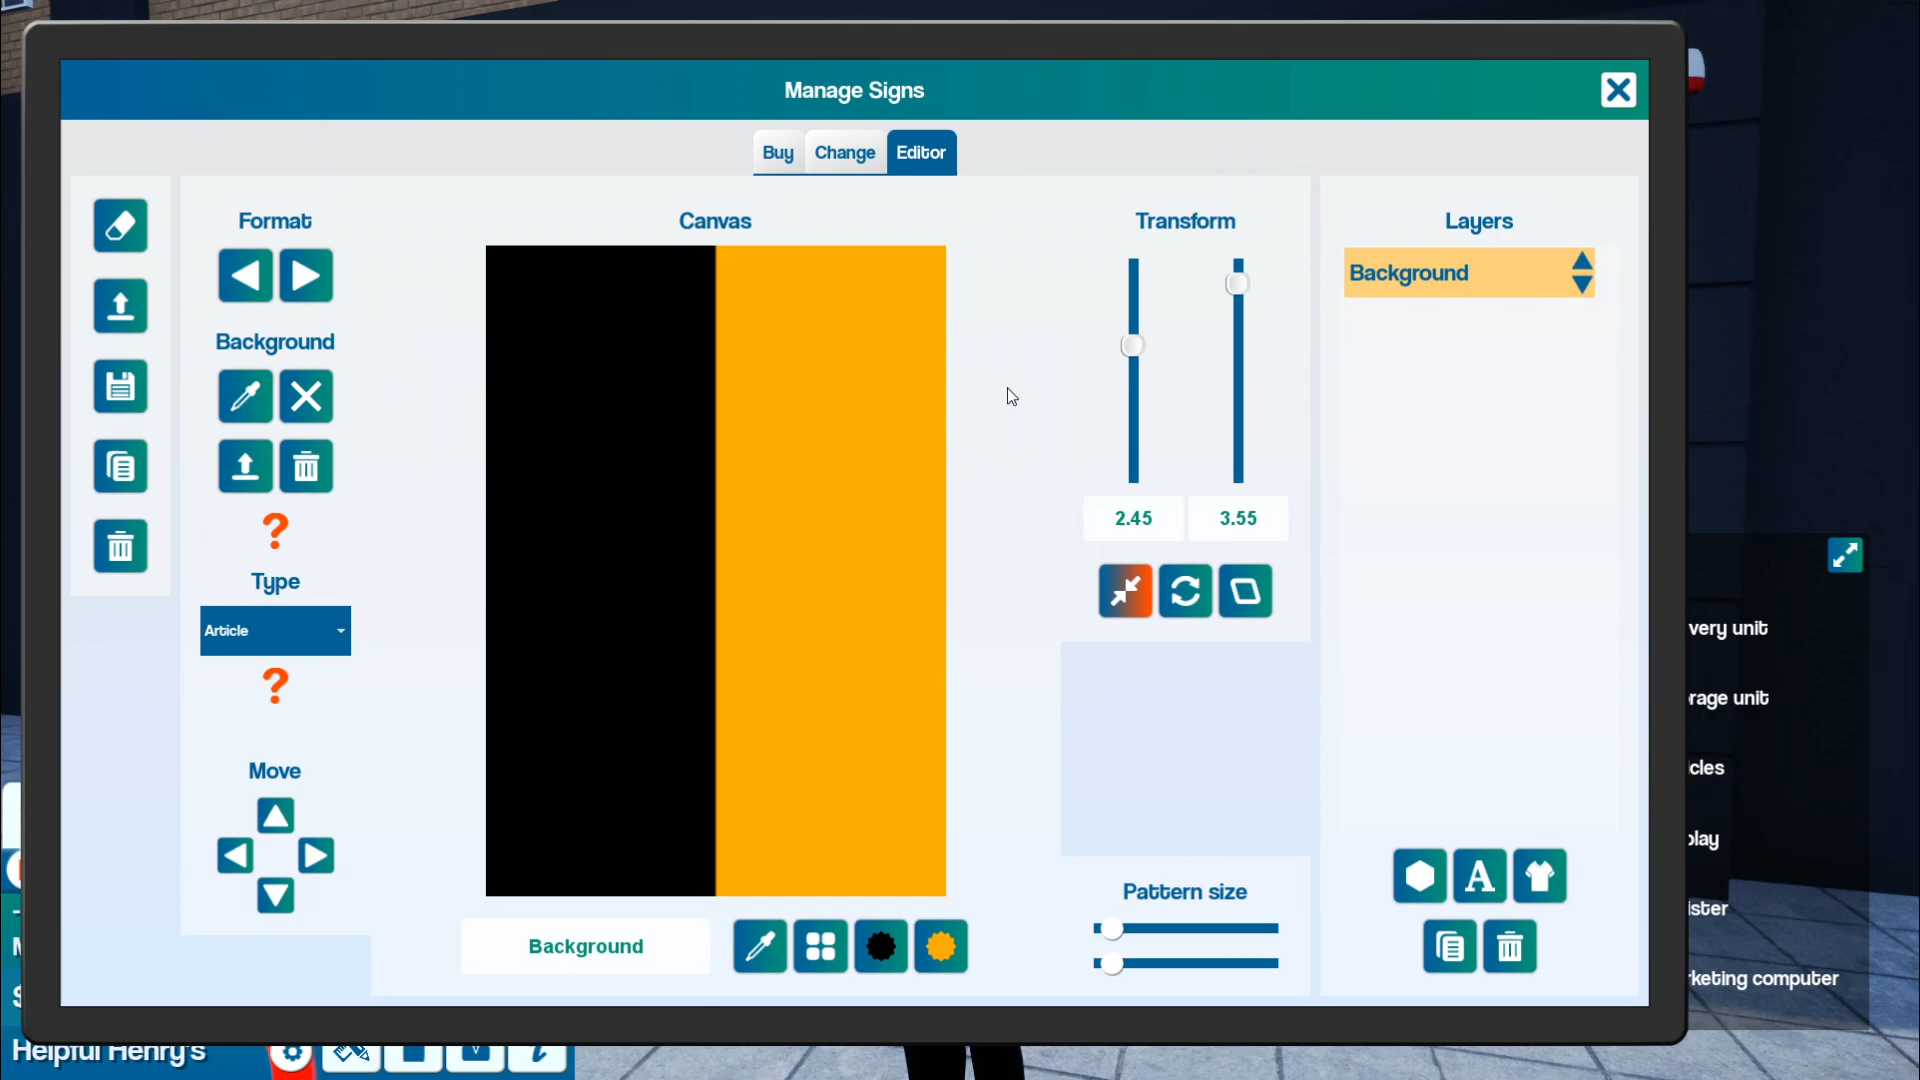 Manage Signs
Buy
Change
Editor
Format
Canvas
Transform
Layers
Background
Background
2.45
3.55
Type
Article
Move
Pattern size
Background
A
very unit
rage unit
cles
play
ister
rketing computer
Helpful Henry's